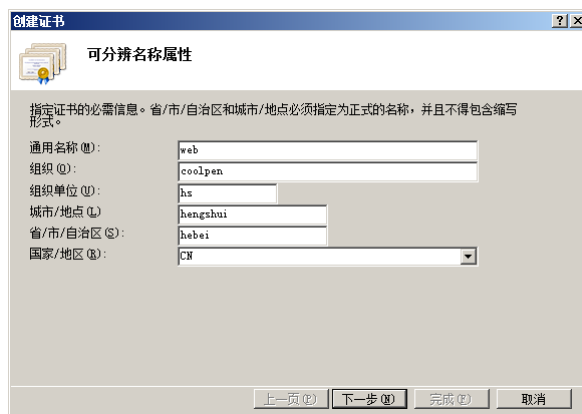 创建证书
可分辨名称属性
指定证书的必需信息。省/市/自治区和城市/地点必须指定为正式的名称，并且不得包含缩写
形式。
通用名称(M): web
组织(O): coolpen
组织单位(U): hs
城市/地点(L) hengshui
省/市/自治区(S): hebei
国家/地区(R): CN
上一页(P) 下一步(N) 完成(F) 取消